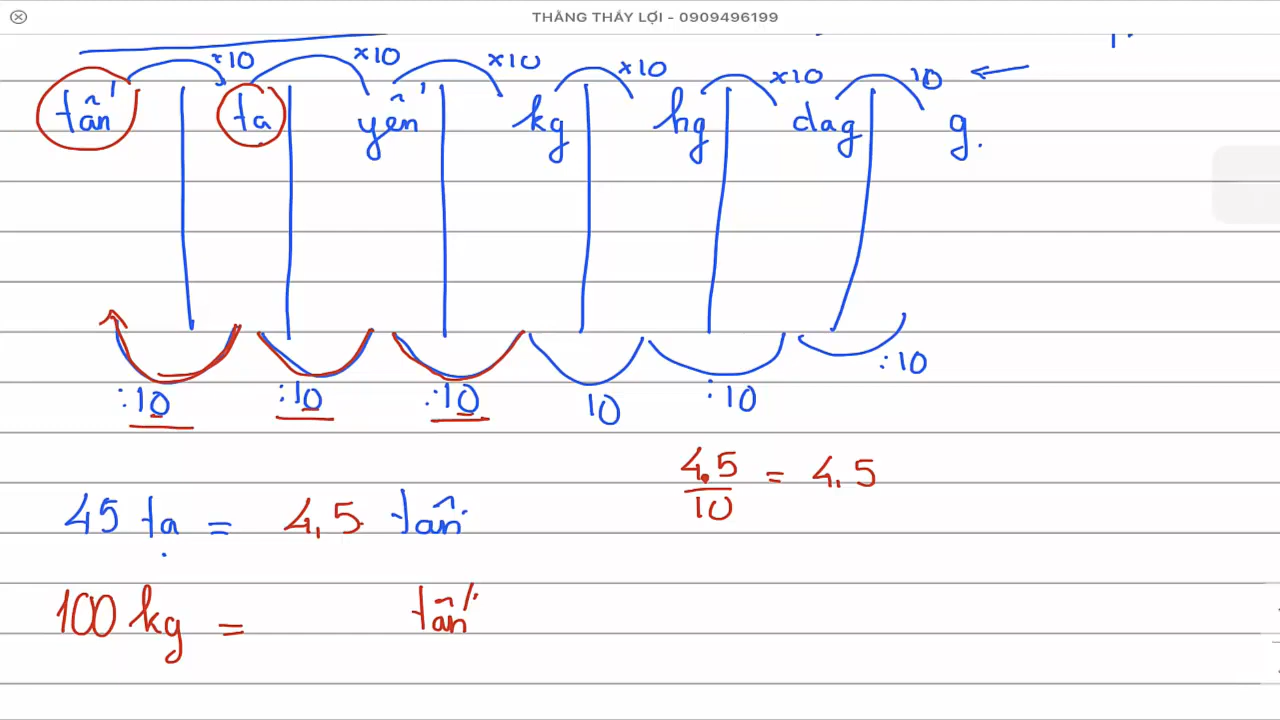 THẦNG THẦY LỢI - 0909496199
×10 ×10 ×10 ×10 ×10 10
tấn tạ yến kg hg dag g.
:10 :10 :10 10 :10 :10
45 tạ = 4,5 tấn.
4,5/10 = 4,5
100 kg = tấn